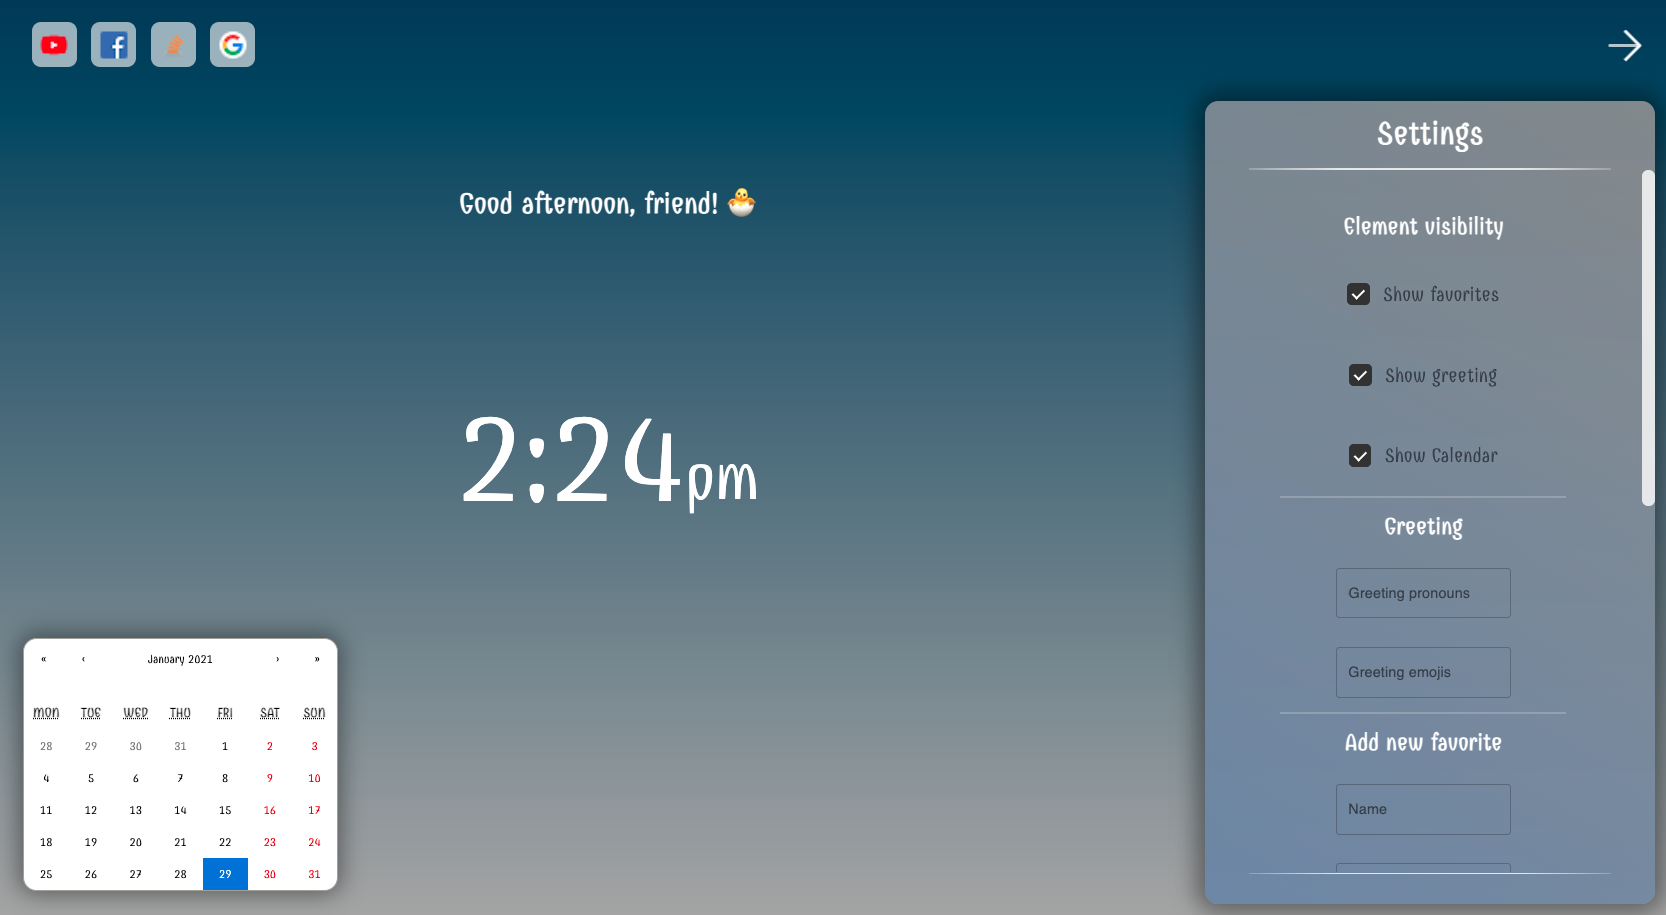 Good afternoon, friend! 🐣
2:24pm
« ‹ January 2021 › »
MON TUE WED THU FRI SAT SUN
28 29 30 31 1 2 3
4 5 6 7 8 9 10
11 12 13 14 15 16 17
18 19 20 21 22 23 24
25 26 27 28 29 30 31
Settings
Element visibility
Show favorites
Show greeting
Show Calendar
Greeting
Greeting pronouns
Greeting emojis
Add new favorite
Name